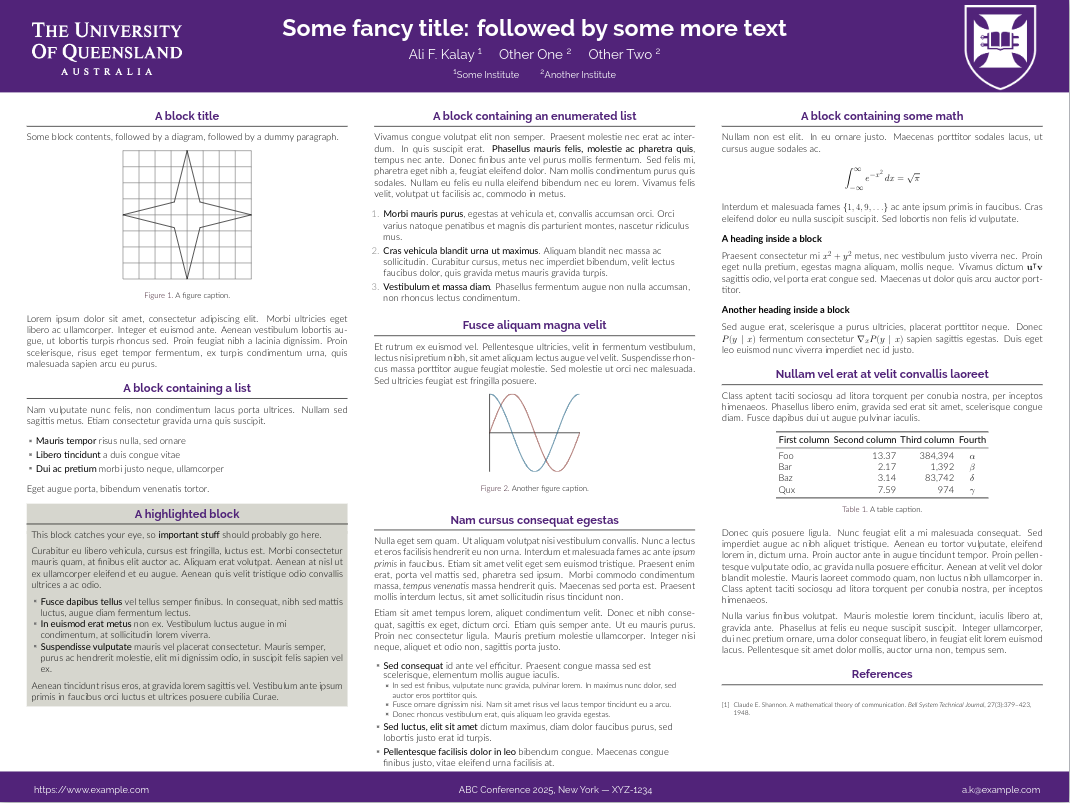 THE UNIVERSITY
OF QUEENSLAND
AUSTRALIA
Some fancy title: followed by some more text
Ali F. Kalay 1 Other One 2 Other Two 2
1Some Institute 2Another Institute
A block title
Some block contents, followed by a diagram, followed by a dummy paragraph.
Figure 1. A figure caption.
Lorem ipsum dolor sit amet, consectetur adipiscing elit. Morbi ultricies eget
libero ac ullamcorper. Integer et euismod ante. Aenean vestibulum lobortis au-
gue, ut lobortis turpis rhoncus sed. Proin feugiat nibh a lacinia dignissim. Proin
scelerisque, risus eget tempor fermentum, ex turpis condimentum urna, quis
malesuada sapien arcu eu purus.
A block containing a list
Nam vulputate nunc felis, non condimentum lacus porta ultrices. Nullam sed
sagittis metus. Etiam consectetur gravida urna quis suscipit.
▪ Mauris tempor risus nulla, sed ornare
▪ Libero tincidunt a duis congue vitae
▪ Dui ac pretium morbi justo neque, ullamcorper
Eget augue porta, bibendum venenatis tortor.
A highlighted block
This block catches your eye, so important stuff should probably go here.
Curabitur eu libero vehicula, cursus est fringilla, luctus est. Morbi consectetur
mauris quam, at finibus elit auctor ac. Aliquam erat volutpat. Aenean at nisl ut
ex ullamcorper eleifend et eu augue. Aenean quis velit tristique odio convallis
ultrices a ac odio.
▪ Fusce dapibus tellus vel tellus semper finibus. In consequat, nibh sed mattis
luctus, augue diam fermentum lectus.
▪ In euismod erat metus non ex. Vestibulum luctus augue in mi
condimentum, at sollicitudin lorem viverra.
▪ Suspendisse vulputate mauris vel placerat consectetur. Mauris semper,
purus ac hendrerit molestie, elit mi dignissim odio, in suscipit felis sapien vel
ex.
Aenean tincidunt risus eros, at gravida lorem sagittis vel. Vestibulum ante ipsum
primis in faucibus orci luctus et ultrices posuere cubilia Curae.
A block containing an enumerated list
Vivamus congue volutpat elit non semper. Praesent molestie nec erat ac inter-
dum. In quis suscipit erat. Phasellus mauris felis, molestie ac pharetra quis,
tempus nec ante. Donec finibus ante vel purus mollis fermentum. Sed felis mi,
pharetra eget nibh a, feugiat eleifend dolor. Nam mollis condimentum purus quis
sodales. Nullam eu felis eu nulla eleifend bibendum nec eu lorem. Vivamus felis
velit, volutpat ut facilisis ac, commodo in metus.
1. Morbi mauris purus, egestas at vehicula et, convallis accumsan orci. Orci
varius natoque penatibus et magnis dis parturient montes, nascetur ridiculus
mus.
2. Cras vehicula blandit urna ut maximus. Aliquam blandit nec massa ac
sollicitudin. Curabitur cursus, metus nec imperdiet bibendum, velit lectus
faucibus dolor, quis gravida metus mauris gravida turpis.
3. Vestibulum et massa diam. Phasellus fermentum augue non nulla accumsan,
non rhoncus lectus condimentum.
Fusce aliquam magna velit
Et rutrum ex euismod vel. Pellentesque ultricies, velit in fermentum vestibulum,
lectus nisi pretium nibh, sit amet aliquam lectus augue vel velit. Suspendisse rhon-
cus massa porttitor augue feugiat molestie. Sed molestie ut orci nec malesuada.
Sed ultricies feugiat est fringilla posuere.
Figure 2. Another figure caption.
Nam cursus consequat egestas
Nulla eget sem quam. Ut aliquam volutpat nisi vestibulum convallis. Nunc a lectus
et eros facilisis hendrerit eu non urna. Interdum et malesuada fames ac ante ipsum
primis in faucibus. Etiam sit amet velit eget sem euismod tristique. Praesent enim
erat, porta vel mattis sed, pharetra sed ipsum. Morbi commodo condimentum
massa, tempus venenatis massa hendrerit quis. Maecenas sed porta est. Praesent
mollis interdum lectus, sit amet sollicitudin risus tincidunt non.
Etiam sit amet tempus lorem, aliquet condimentum velit. Donec et nibh conse-
quat, sagittis ex eget, dictum orci. Etiam quis semper ante. Ut eu mauris purus.
Proin nec consectetur ligula. Mauris pretium molestie ullamcorper. Integer nisi
neque, aliquet et odio non, sagittis porta justo.
▪ Sed consequat id ante vel efficitur. Praesent congue massa sed est
scelerisque, elementum mollis augue iaculis.
▪ In sed est finibus, vulputate nunc gravida, pulvinar lorem. In maximus nunc dolor, sed
auctor eros porttitor quis.
▪ Fusce ornare dignissim nisi. Nam sit amet risus vel lacus tempor tincidunt eu a arcu.
▪ Donec rhoncus vestibulum erat, quis aliquam leo gravida egestas.
▪ Sed luctus, elit sit amet dictum maximus, diam dolor faucibus purus, sed
lobortis justo erat id turpis.
▪ Pellentesque facilisis dolor in leo bibendum congue. Maecenas congue
finibus justo, vitae eleifend urna facilisis at.
A block containing some math
Nullam non est elit. In eu ornare justo. Maecenas porttitor sodales lacus, ut
cursus augue sodales ac.
∫_{-∞}^{∞} e^{-x²} dx = √π
Interdum et malesuada fames {1, 4, 9, . . .} ac ante ipsum primis in faucibus. Cras
eleifend dolor eu nulla suscipit suscipit. Sed lobortis non felis id vulputate.
A heading inside a block
Praesent consectetur mi x² + y² metus, nec vestibulum justo viverra nec. Proin
eget nulla pretium, egestas magna aliquam, mollis neque. Vivamus dictum u⊤v
sagittis odio, vel porta erat congue sed. Maecenas ut dolor quis arcu auctor port-
titor.
Another heading inside a block
Sed augue erat, scelerisque a purus ultricies, placerat porttitor neque. Donec
P(y | x) fermentum consectetur ∇ₓP(y | x) sapien sagittis egestas. Duis eget
leo euismod nunc viverra imperdiet nec id justo.
Nullam vel erat at velit convallis laoreet
Class aptent taciti sociosqu ad litora torquent per conubia nostra, per inceptos
himenaeos. Phasellus libero enim, gravida sed erat sit amet, scelerisque congue
diam. Fusce dapibus dui ut augue pulvinar iaculis.
First column Second column Third column Fourth
Foo 13.37 384,394 α
Bar 2.17 1,392 β
Baz 3.14 83,742 δ
Qux 7.59 974 γ
Table 1. A table caption.
Donec quis posuere ligula. Nunc feugiat elit a mi malesuada consequat. Sed
imperdiet augue ac nibh aliquet tristique. Aenean eu tortor vulputate, eleifend
lorem in, dictum urna. Proin auctor ante in augue tincidunt tempor. Proin pellen-
tesque vulputate odio, ac gravida nulla posuere efficitur. Aenean at velit vel dolor
blandit molestie. Mauris laoreet commodo quam, non luctus nibh ullamcorper in.
Class aptent taciti sociosqu ad litora torquent per conubia nostra, per inceptos
himenaeos.
Nulla varius finibus volutpat. Mauris molestie lorem tincidunt, iaculis libero at,
gravida ante. Phasellus at felis eu neque suscipit suscipit. Integer ullamcorper,
dui nec pretium ornare, urna dolor consequat libero, in feugiat elit lorem euismod
lacus. Pellentesque sit amet dolor mollis, auctor urna non, tempus sem.
References
[1] Claude E. Shannon. A mathematical theory of communication. Bell System Technical Journal, 27(3):379–423,
1948.
https://www.example.com
ABC Conference 2025, New York — XYZ-1234
a.k@example.com